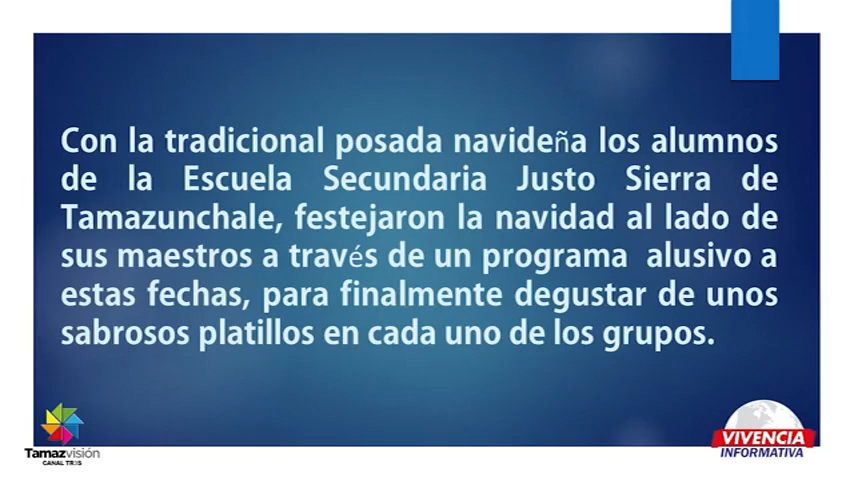 Con la tradicional posada navideña los alumnos
de la Escuela Secundaria Justo Sierra de
Tamazunchale, festejaron la navidad al lado de
sus maestros a través de un programa alusivo a
estas fechas, para finalmente degustar de unos
sabrosos platillos en cada uno de los grupos.
Tamazvisión
CANAL TR3S
VIVENCIA
INFORMATIVA